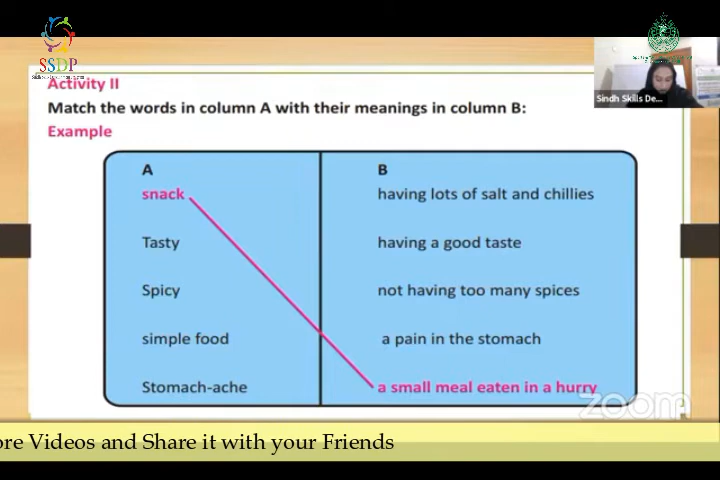 SSDP
Sindh Skills De...
Activity II
Match the words in column A with their meanings in column B:
Example
A B
snack having lots of salt and chillies
Tasty having a good taste
Spicy not having too many spices
simple food a pain in the stomach
Stomach-ache a small meal eaten in a hurry
zoom
ore Videos and Share it with your Friends